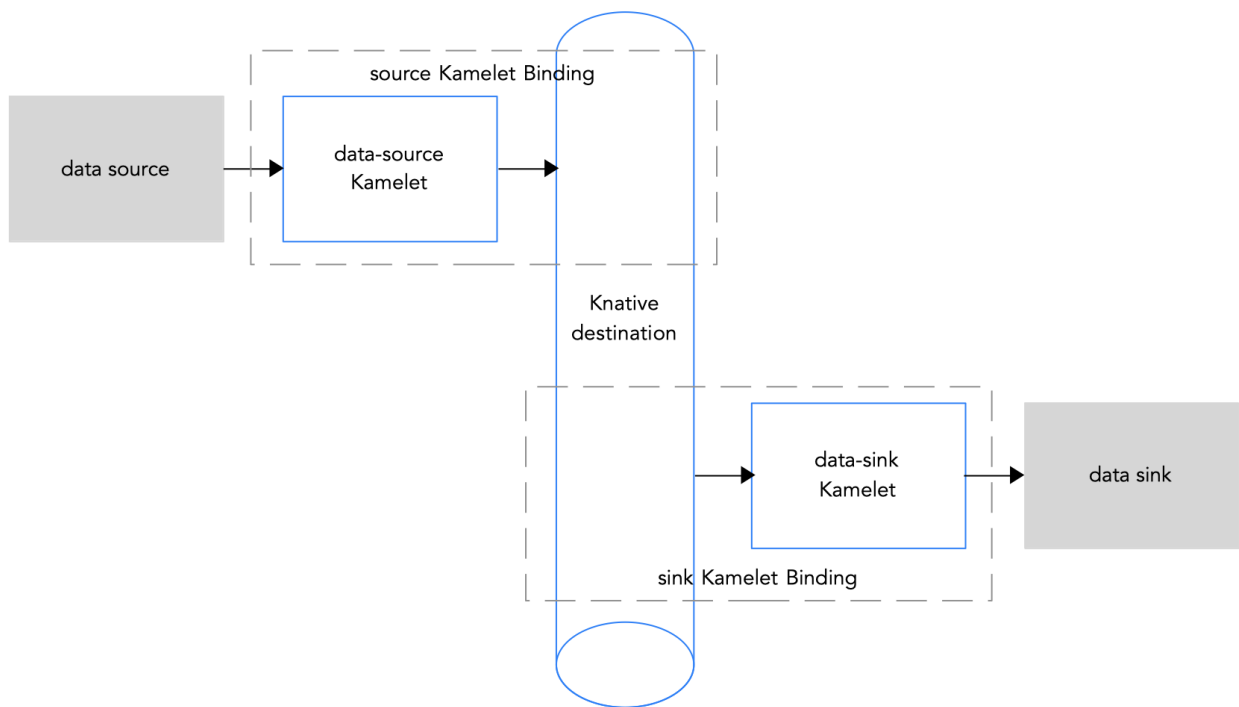 source Kamelet Binding
data source
data-source
Kamelet
Knative
destination
data-sink
Kamelet
data sink
sink Kamelet Binding